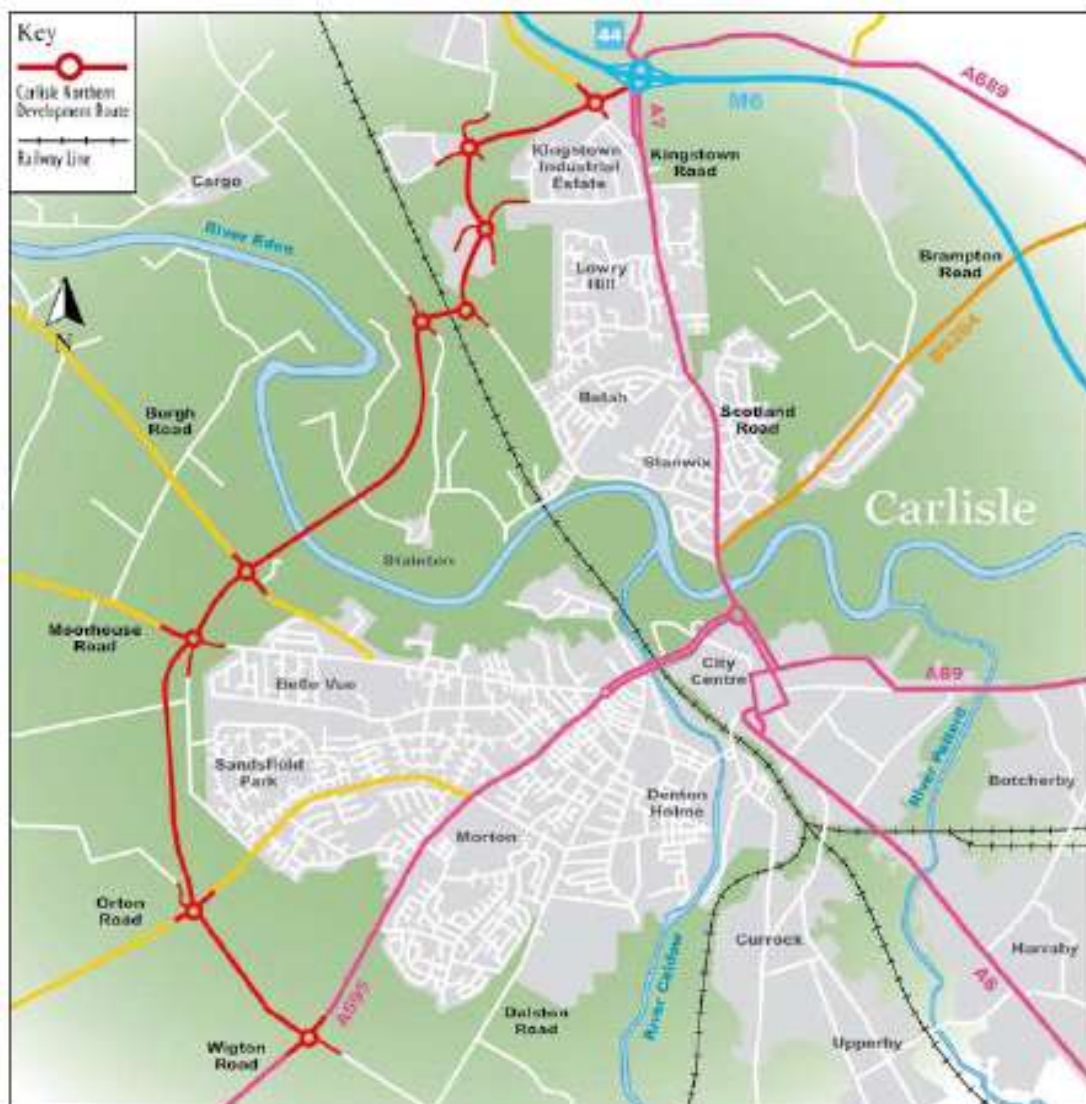 Key
Carlisle Northern
Development Route
Railway Line
44
A689
M6
A7
Kingstown
Road
Kingstown
Industrial
Estate
Cargo
River Eden
Lowry
Hill
Brampton
Road
N
Burgh
Road
Belah
Scotland
Road
Stanwix
Carlisle
Stainton
Moorhouse
Road
Belle Vue
City
Centre
A69
Sandsfield
Park
River Petteril
Botcherby
Denton
Holme
Morton
Orton
Road
Currock
Harraby
A595
River Caldew
A6
Dalston
Road
Wigton
Road
Upperby